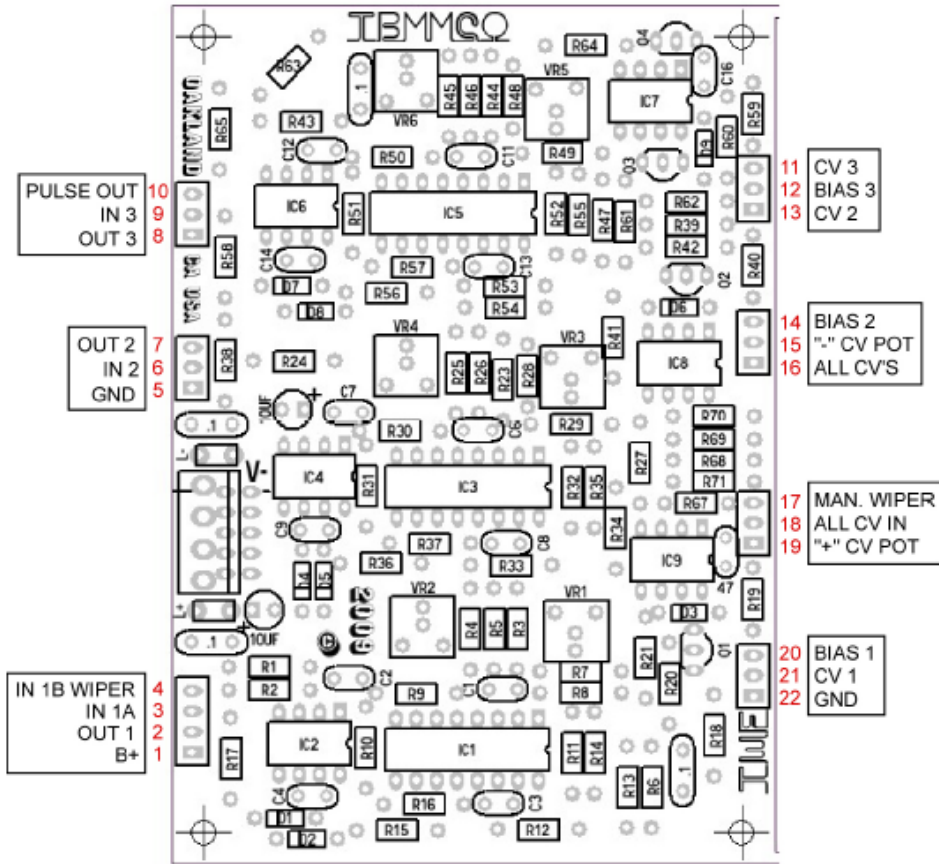 JBMMCO
OAKLAND
CA USA
© 2009
PULSE OUT 10
IN 3 9
OUT 3 8
OUT 2 7
IN 2 6
GND 5
IN 1B WIPER 4
IN 1A 3
OUT 1 2
B+ 1
11 CV 3
12 BIAS 3
13 CV 2
14 BIAS 2
15 "-" CV POT
16 ALL CV'S
17 MAN. WIPER
18 ALL CV IN
19 "+" CV POT
20 BIAS 1
21 CV 1
22 GND
R63
R65
R43
C12
.1
VR6
R45
R46
R44
R48
VR5
R64
Q4
C16
IC7
R59
R60
D9
R50
C11
R49
Q3
IC6
R51
IC5
R52
R55
R47
R61
R62
R39
R42
R58
C14
D7
D8
R57
R56
C13
R53
R54
Q2
R40
D6
R38
R24
VR4
R25
R26
R23
R28
VR3
R41
IC8
10UF
+
C7
R30
C6
R29
R70
R69
R68
R71
R67
R27
.1
L-
V-
IC4
R31
IC3
R32
R35
R34
C9
R37
R36
C8
R33
IC9
47
R19
D4
D5
VR2
R4
R5
R3
VR1
D3
Q1
L+
.1
+
10UF
R1
R2
C2
R9
C1
R7
R8
R21
R20
R18
IC2
R10
IC1
R11
R14
R17
C4
D1
D2
R16
R15
C3
R12
R13
R6
.1